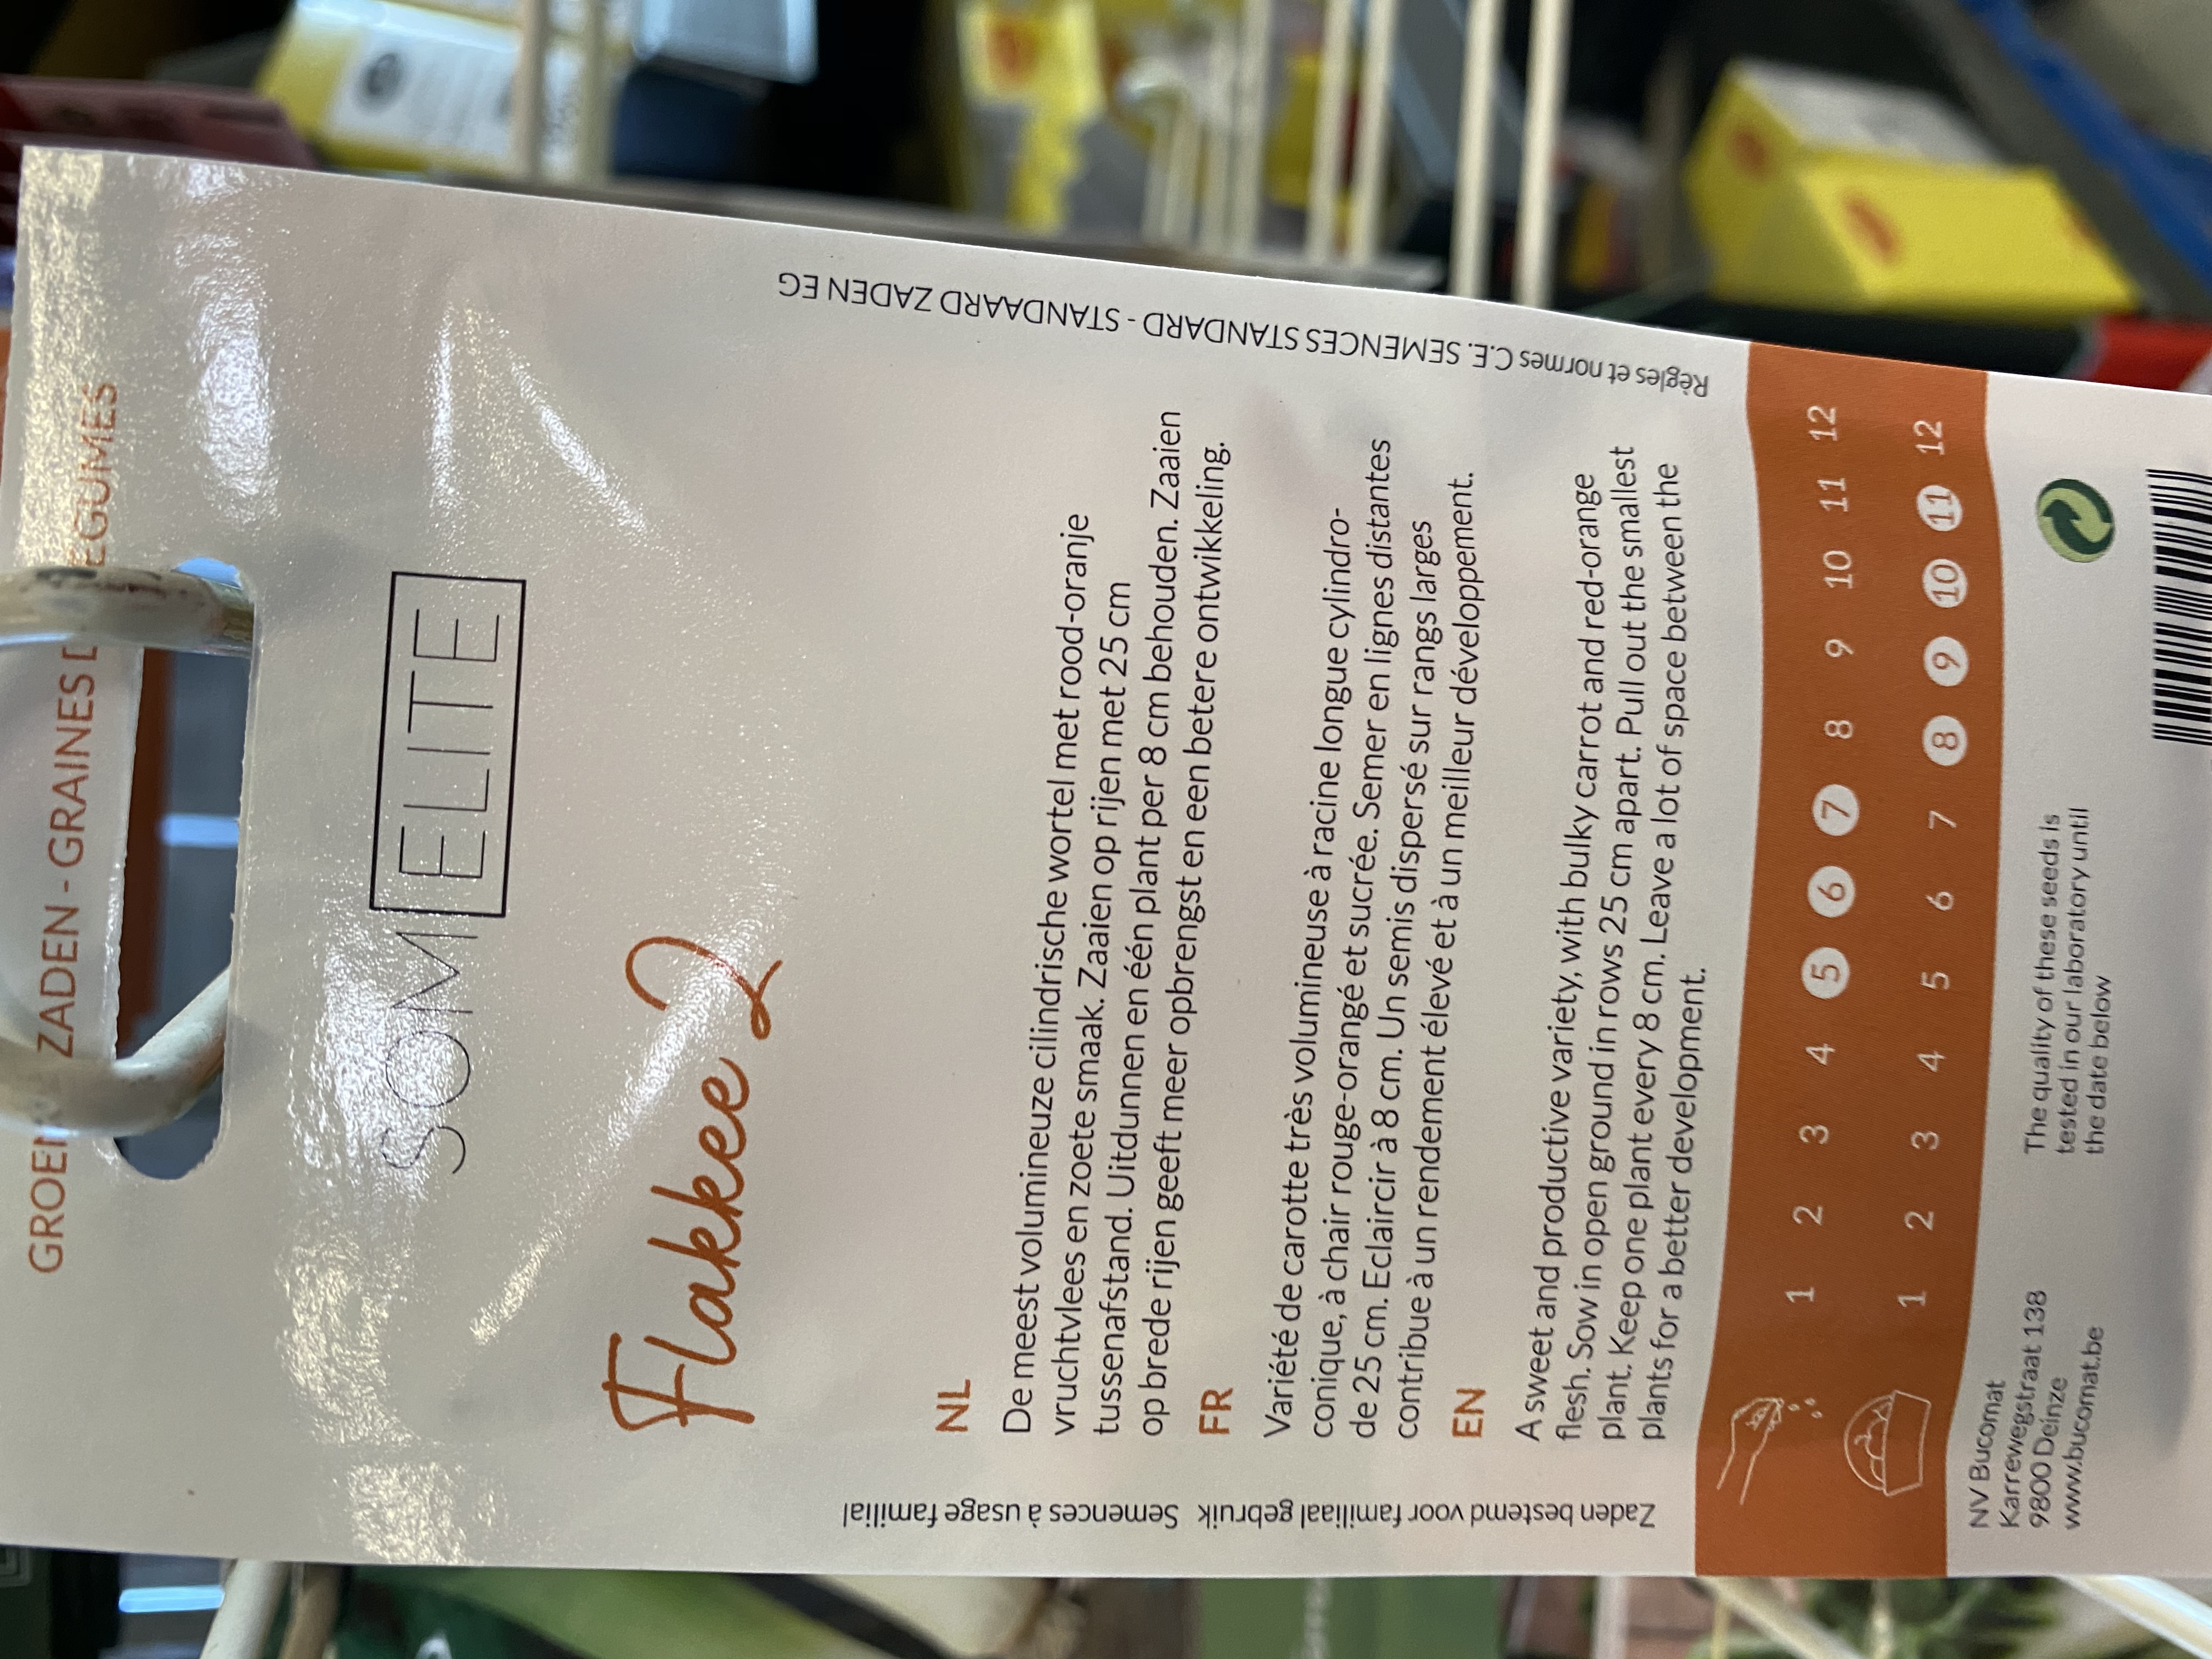 GROEN ZADEN - GRAINES D EGUMES
SOMELITE
Flakkee 2
NL
De meest volumineuze cilindrische wortel met rood-oranje
vruchtvlees en zoete smaak. Zaaien op rijen met 25 cm
tussenafstand. Uitdunnen en één plant per 8 cm behouden. Zaaien
op brede rijen geeft meer opbrengst en een betere ontwikkeling.
FR
Variété de carotte très volumineuse à racine longue cylindro-
conique, à chair rouge-orangé et sucrée. Semer en lignes distantes
de 25 cm. Eclaircir à 8 cm. Un semis dispersé sur rangs larges
contribue à un rendement élevé et à un meilleur développement.
EN
A sweet and productive variety, with bulky carrot and red-orange
flesh. Sow in open ground in rows 25 cm apart. Pull out the smallest
plant. Keep one plant every 8 cm. Leave a lot of space between the
plants for a better development.
Zaden bestemd voor familiaal gebruik Semences à usage familial
Règles et normes C.E. SEMENCES STANDARD - STANDAARD ZADEN EG
1 2 3 4 5 6 7 8 9 10 11 12
1 2 3 4 5 6 7 8 9 10 11 12
NV Bucomat
Karrewegstraat 138
9800 Deinze
www.bucomat.be
The quality of these seeds is
tested in our laboratory until
the date below